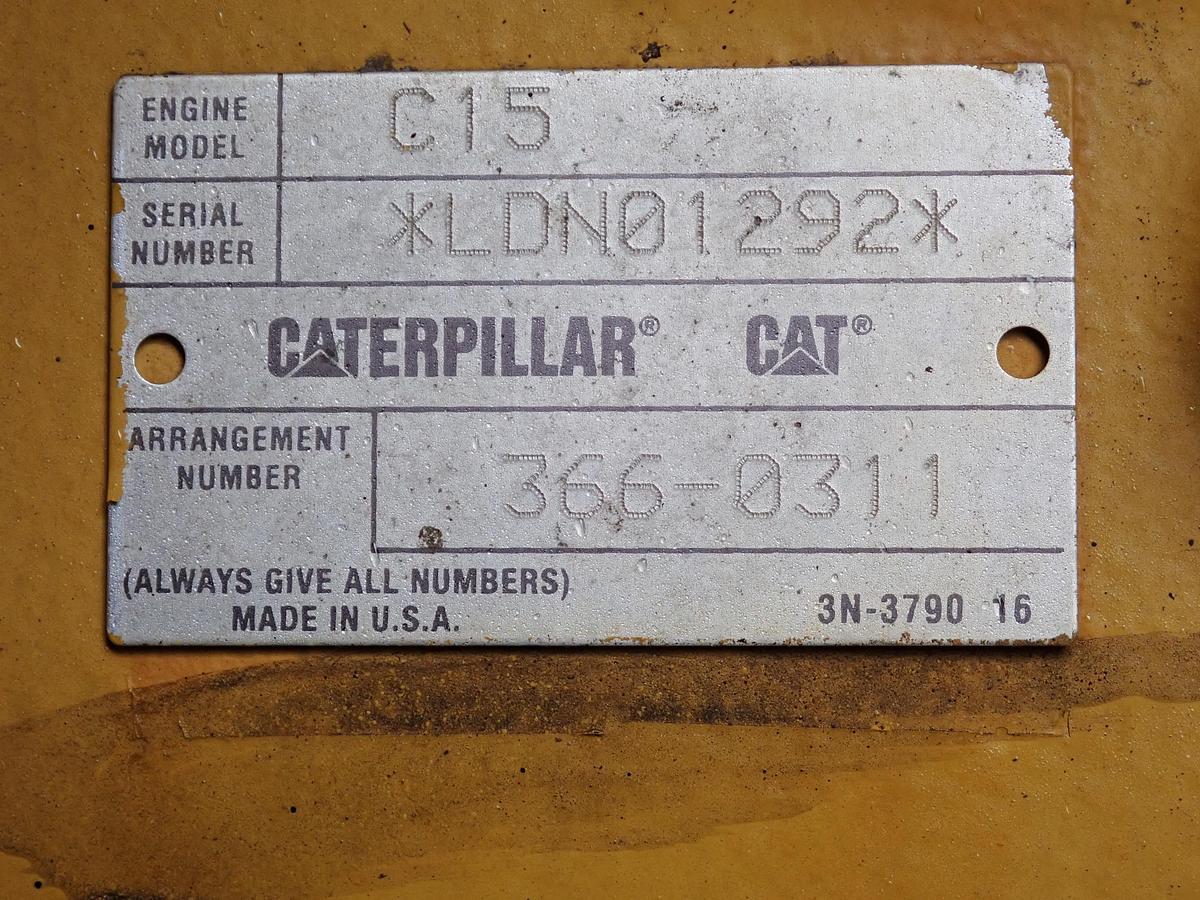 ENGINE MODEL C15
SERIAL NUMBER *LDN01292*
CATERPILLAR® CAT®
ARRANGEMENT NUMBER 366-0311
(ALWAYS GIVE ALL NUMBERS)
MADE IN U.S.A. 3N-3790 16